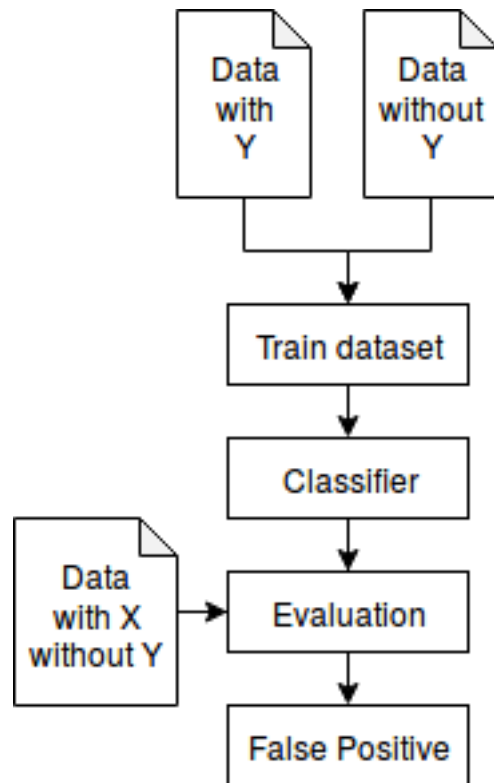 Data
with
Y
Data
without
Y
Train dataset
Classifier
Data
with X
without Y
Evaluation
False Positive